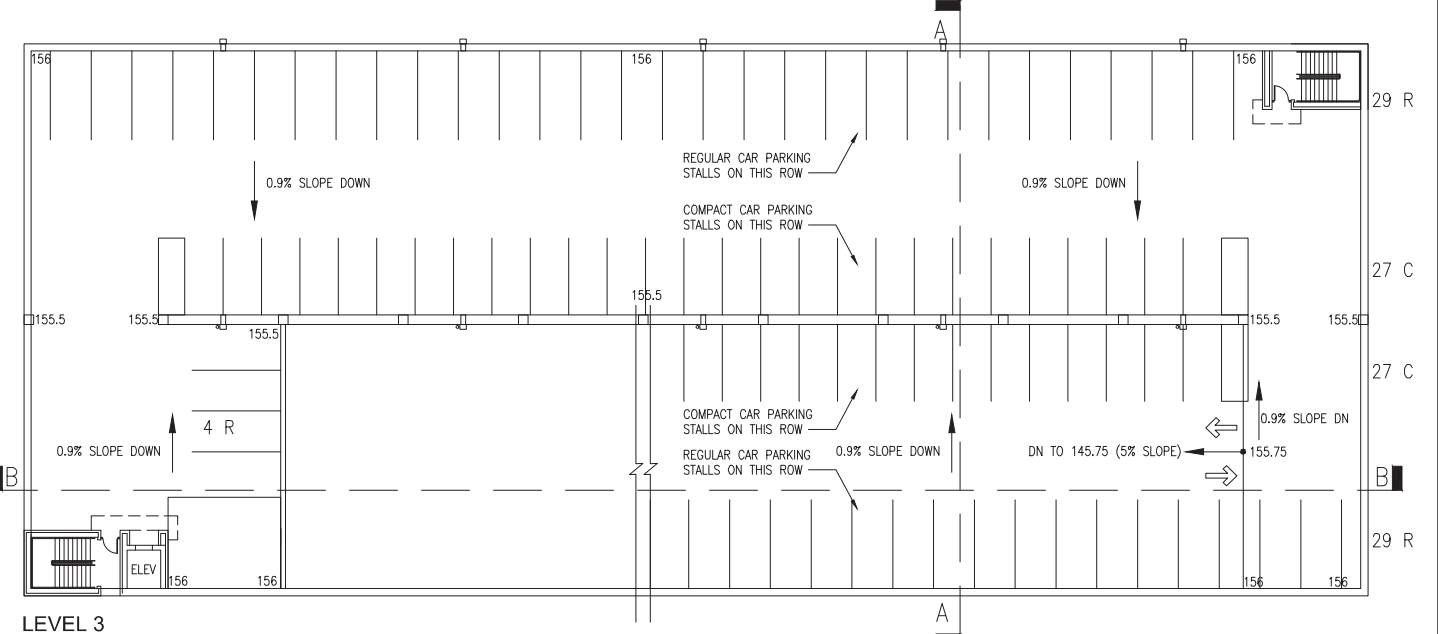 A
156
156
156
29 R
REGULAR CAR PARKING
STALLS ON THIS ROW
0.9% SLOPE DOWN
0.9% SLOPE DOWN
COMPACT CAR PARKING
STALLS ON THIS ROW
27 C
155.5
155.5
155.5
155.5
155.5
155.5
27 C
COMPACT CAR PARKING
STALLS ON THIS ROW
0.9% SLOPE DN
4 R
0.9% SLOPE DOWN
REGULAR CAR PARKING
STALLS ON THIS ROW
0.9% SLOPE DOWN
DN TO 145.75 (5% SLOPE)
155.75
B
B
29 R
ELEV
156
156
156
156
A
LEVEL 3